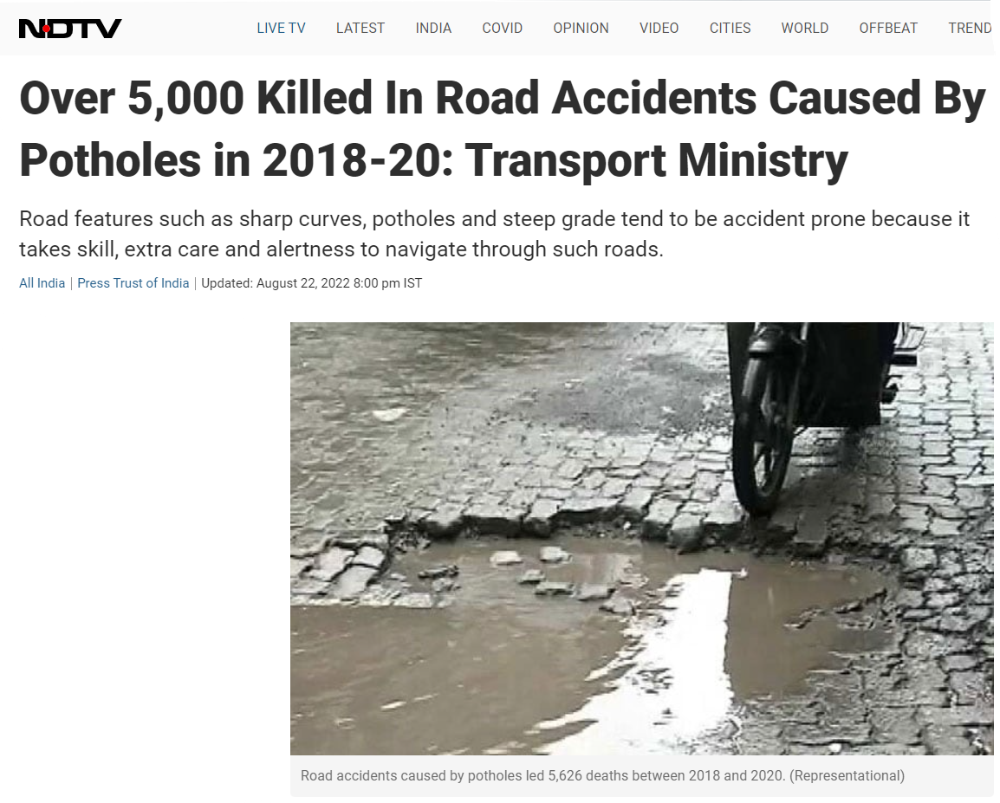 NDTV
LIVE TV LATEST INDIA COVID OPINION VIDEO CITIES WORLD OFFBEAT TREND
Over 5,000 Killed In Road Accidents Caused By
Potholes in 2018-20: Transport Ministry
Road features such as sharp curves, potholes and steep grade tend to be accident prone because it
takes skill, extra care and alertness to navigate through such roads.
All India | Press Trust of India | Updated: August 22, 2022 8:00 pm IST
Road accidents caused by potholes led 5,626 deaths between 2018 and 2020. (Representational)